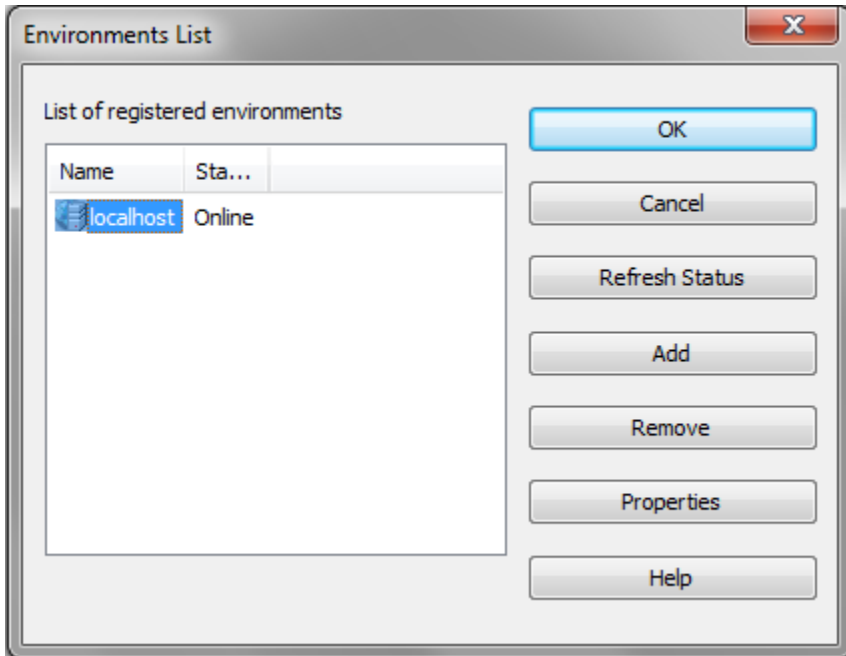 Environments List
List of registered environments
Name Sta...
localhost Online
OK
Cancel
Refresh Status
Add
Remove
Properties
Help